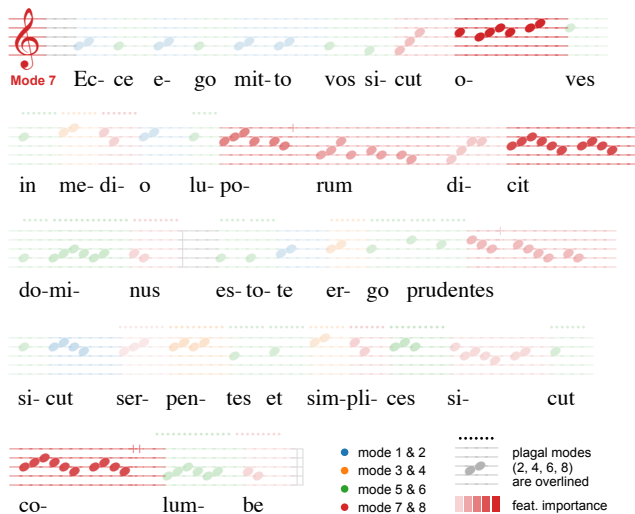 Mode 7
Ec- ce e- go mit- to vos si- cut o- ves
in me- di- o lu- po- rum di- cit
do- mi- nus es- to- te er- go prudentes
si- cut ser- pen- tes et sim- pli- ces si- cut
co- lum- be
mode 1 & 2
mode 3 & 4
mode 5 & 6
mode 7 & 8
plagal modes
(2, 4, 6, 8)
are overlined
feat. importance